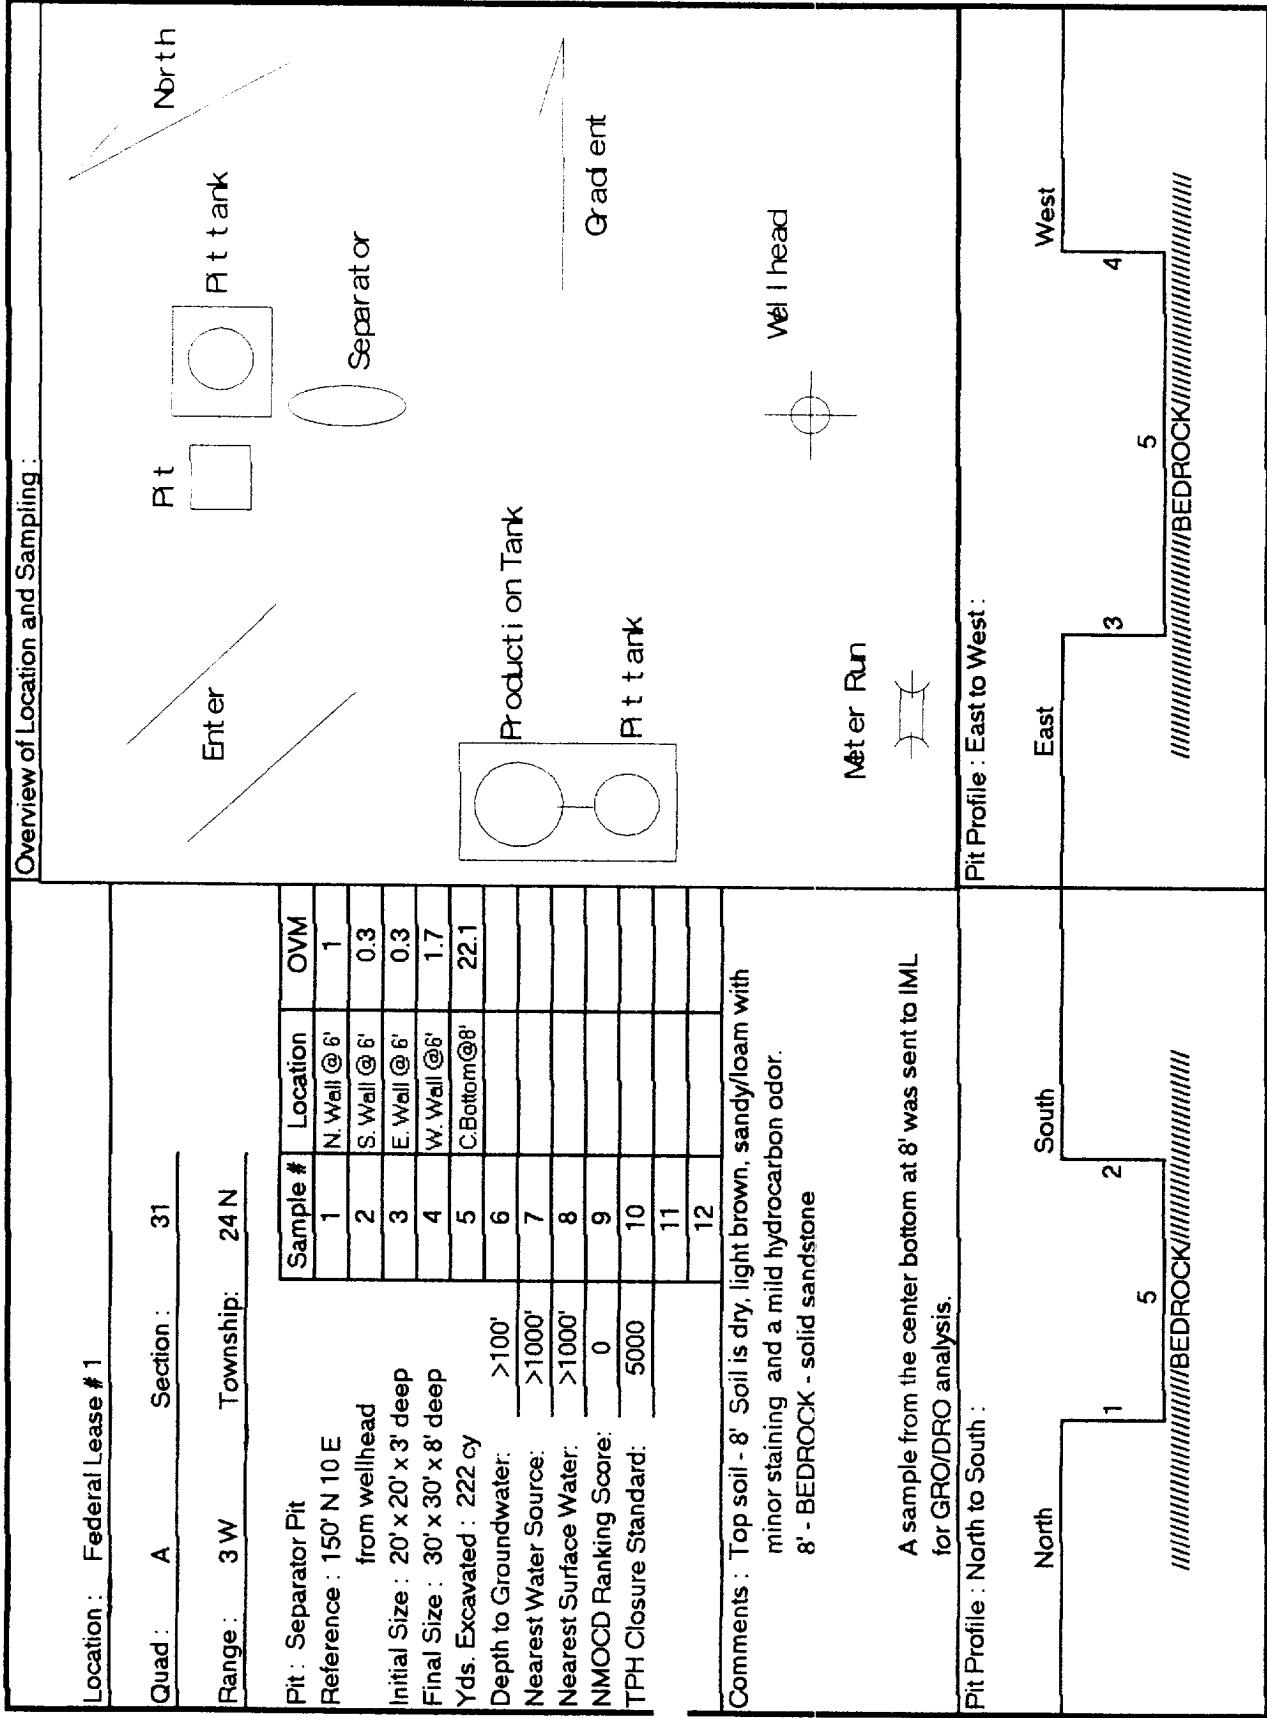 Location : Federal Lease # 1
Quad : A Section : 31
Range : 3 W Township: 24 N
Pit : Separator Pit
Reference : 150' N 10 E
from wellhead
Initial Size : 20' x 20' x 3' deep
Final Size : 30' x 30' x 8' deep
Yds. Excavated : 222 cy
Depth to Groundwater: >100'
Nearest Water Source: >1000'
Nearest Surface Water: >1000'
NMOCD Ranking Score: 0
TPH Closure Standard: 5000
Sample # Location OVM
1 N. Wall @ 6' 1
2 S. Wall @ 6' 0.3
3 E. Wall @ 6' 0.3
4 W. Wall @6' 1.7
5 C.Bottom@8' 22.1
6
7
8
9
10
11
12
Comments : Top soil - 8' Soil is dry, light brown, sandy/loam with
minor staining and a mild hydrocarbon odor.
8' - BEDROCK - solid sandstone
A sample from the center bottom at 8' was sent to IML
for GRO/DRO analysis.
Overview of Location and Sampling :
North
Pit
Pit tank
Separator
Enter
Gradient
Production Tank
Pit tank
Wellhead
Meter Run
Pit Profile : North to South :
North South
1 2
5
//////////////////BEDROCK//////////////////
Pit Profile : East to West :
East West
3 4
5
//////////////////BEDROCK//////////////////